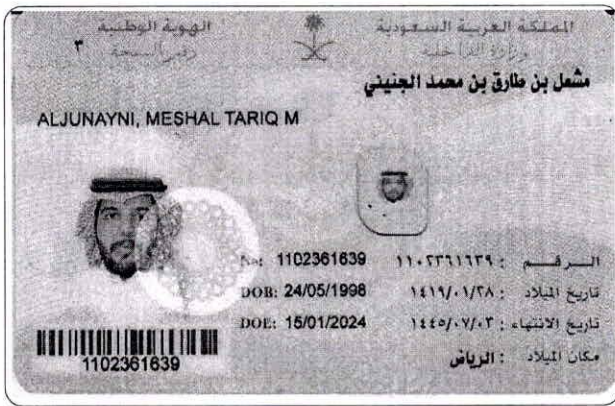 المملكة العربية السعودية
وزارة الداخلية
الهوية الوطنية
رقم النسخة ٣
مشعل بن طارق بن محمد الجنيني
ALJUNAYNI, MESHAL TARIQ M
الرقم : ١١٠٢٣٦١٦٣٩
No: 1102361639
تاريخ الميلاد : ١٤١٩/٠١/٢٨
DOB: 24/05/1998
تاريخ الانتهاء : ١٤٤٥/٠٧/٠٣
DOE: 15/01/2024
مكان الميلاد : الرياض
1102361639